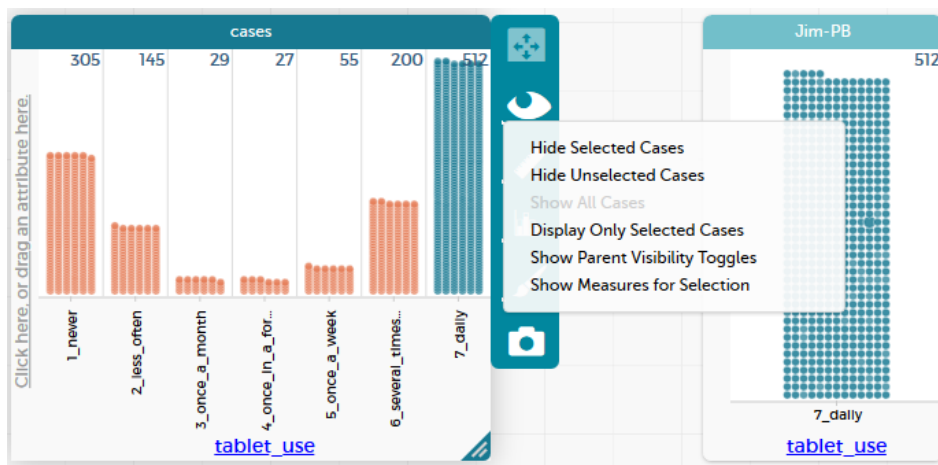 cases
305 145 29 27 55 200 512
Click here, or drag an attribute here.
1_never
2_less_often
3_once_a_month
4_once_in_a_for...
5_once_a_week
6_several_times...
7_daily
tablet_use
Hide Selected Cases
Hide Unselected Cases
Show All Cases
Display Only Selected Cases
Show Parent Visibility Toggles
Show Measures for Selection
Jim-PB
512
7_daily
tablet_use